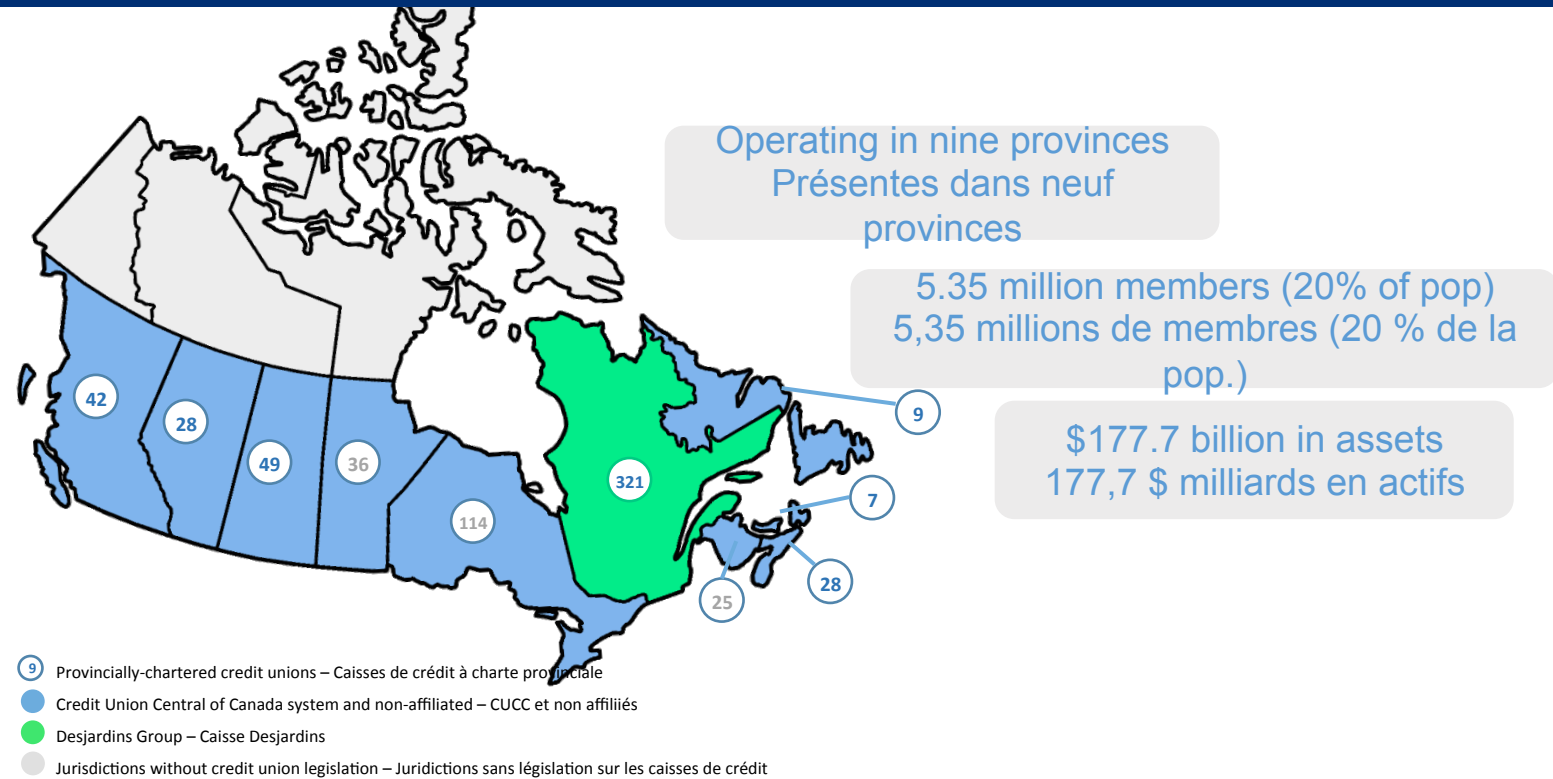 Operating in nine provinces
Présentes dans neuf
provinces
5.35 million members (20% of pop)
5,35 millions de membres (20 % de la
pop.)
$177.7 billion in assets
177,7 $ milliards en actifs
42
28
49
36
114
321
9
7
28
25
9 Provincially-chartered credit unions – Caisses de crédit à charte provinciale
Credit Union Central of Canada system and non-affiliated – CUCC et non affiliiés
Desjardins Group – Caisse Desjardins
Jurisdictions without credit union legislation – Juridictions sans législation sur les caisses de crédit